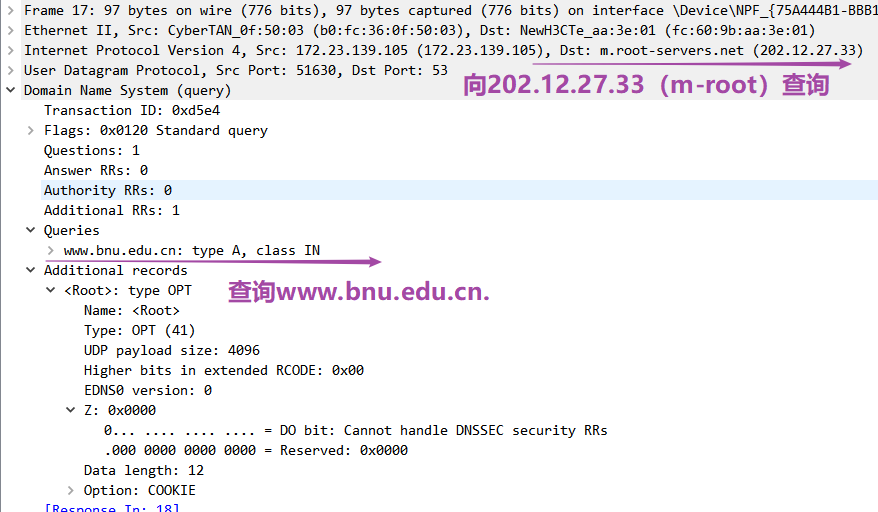 Frame 17: 97 bytes on wire (776 bits), 97 bytes captured (776 bits) on interface \Device\NPF_{75A444B1-BBB1
Ethernet II, Src: CyberTAN_0f:50:03 (b0:fc:36:0f:50:03), Dst: NewH3CTe_aa:3e:01 (fc:60:9b:aa:3e:01)
Internet Protocol Version 4, Src: 172.23.139.105 (172.23.139.105), Dst: m.root-servers.net (202.12.27.33)
User Datagram Protocol, Src Port: 51630, Dst Port: 53
Domain Name System (query)
向202.12.27.33（m-root）查询
Transaction ID: 0xd5e4
Flags: 0x0120 Standard query
Questions: 1
Answer RRs: 0
Authority RRs: 0
Additional RRs: 1
Queries
www.bnu.edu.cn: type A, class IN
Additional records
<Root>: type OPT
查询www.bnu.edu.cn.
Name: <Root>
Type: OPT (41)
UDP payload size: 4096
Higher bits in extended RCODE: 0x00
EDNS0 version: 0
Z: 0x0000
0... .... .... .... = DO bit: Cannot handle DNSSEC security RRs
.000 0000 0000 0000 = Reserved: 0x0000
Data length: 12
Option: COOKIE
[Response In: 18]